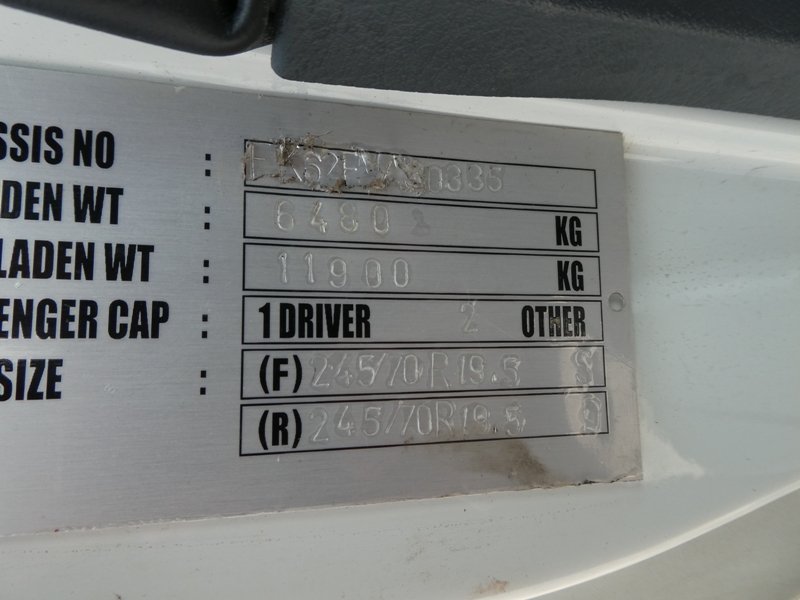 SSIS NO : 0335
DEN WT : 6480 KG
LADEN WT : 11900 KG
ENGER CAP : 1 DRIVER 2 OTHER
SIZE : (F) 245/70R19.5 S
(R) 245/70R19.5 D